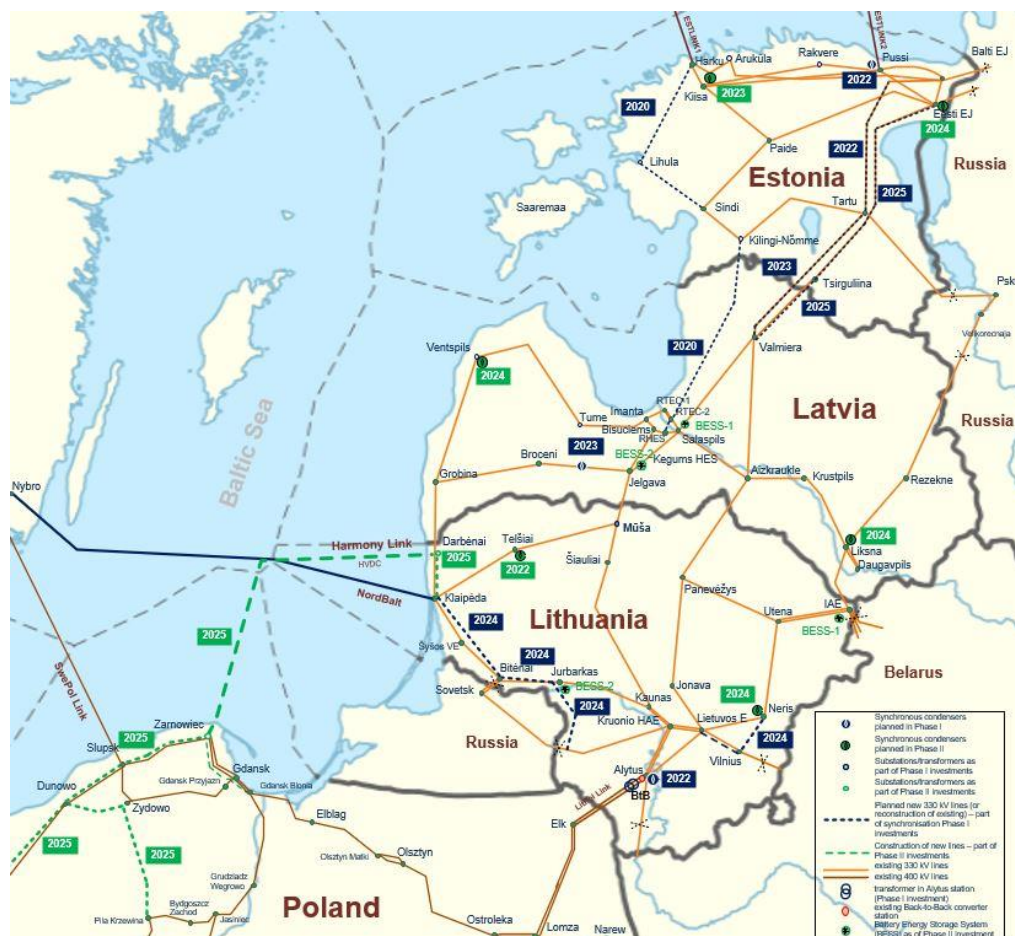 ESTLINK1
ESTLINK2
Harku
Aruküla
Rakvere
Pussi
Balti EJ
2022
Kiisa
2023
2020
Eesti EJ
2024
Paide
2022
Lihula
Russia
Estonia
2025
Saaremaa
Tartu
Sindi
Kilingi-Nõmme
2023
Tsirguliina
2025
Velikorecnaja
2020
Valmiera
Ventspils
2024
Latvia
RTEC-1
Imanta
RTEC-2
Tume
BESS-1
Russia
Bisuciems
RHES
Salaspils
2023
BESS-2
Broceni
Kegums HES
Baltic Sea
Grobina
Jelgava
Aizkraukle
Krustpils
Rezekne
Nybro
Mūša
2024
Harmony Link
Darbėnai
Telšiai
Liksna
HVDC
2025
Šiauliai
2022
Daugavpils
NordBalt
Klaipėda
Panevėžys
Lithuania
Utena
IAE
2024
BESS-1
2025
Šyšos VE
2024
Bitėnai
Jurbarkas
Belarus
SwePol Link
Sovetsk
BESS-2
Jonava
Kaunas
2024
Neris
2024
Kruonio HAE
Lietuvos E
Zarnowiec
Russia
2024
2025
Vilnius
Slupsk
Gdansk
Alytus
2022
Gdansk Przyjazn
Gdansk Blonia
BtB
Dunowo
LitPol Link
Zydowo
Elblag
Elk
2025
2025
Olsztyn Matki
Olsztyn
Grudziadz
Wegrowo
Bydgoszcz
Zachod
Poland
Pila Krzewina
Jasiniec
Ostroleka
Lomza
Narew
Synchronous condensers
planned in Phase I
Synchronous condensers
planned in Phase II
Substations/transformers as
part of Phase I investments
Substations/transformers as
part of Phase II investments
Planned new 330 kV lines (or
reconstruction of existing) – part
of synchronisation Phase I
investments
Construction of new lines – part of
Phase II investments
existing 330 kV lines
existing 400 kV lines
transformer in Alytus station
(Phase I investment)
existing Back-to-Back converter
station
Battery Energy Storage System
(BESS) as of Phase II investment